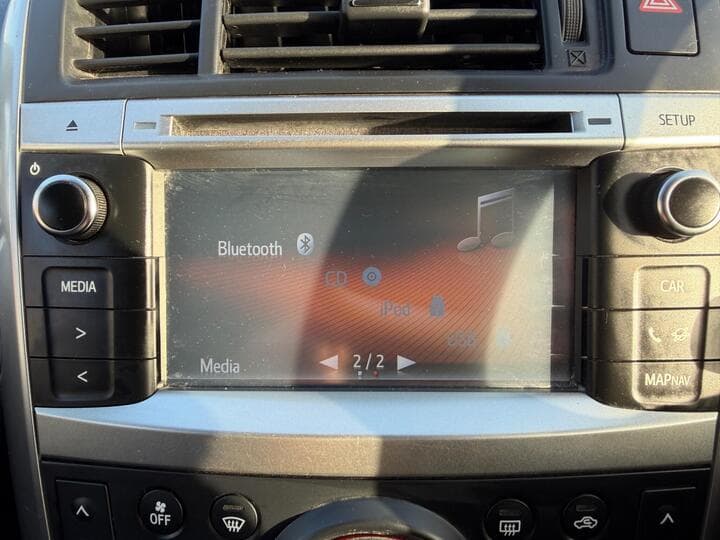 SETUP
Bluetooth
MEDIA
CD
CAR
iPod
USB
Media
2/2
MAPNAV
OFF